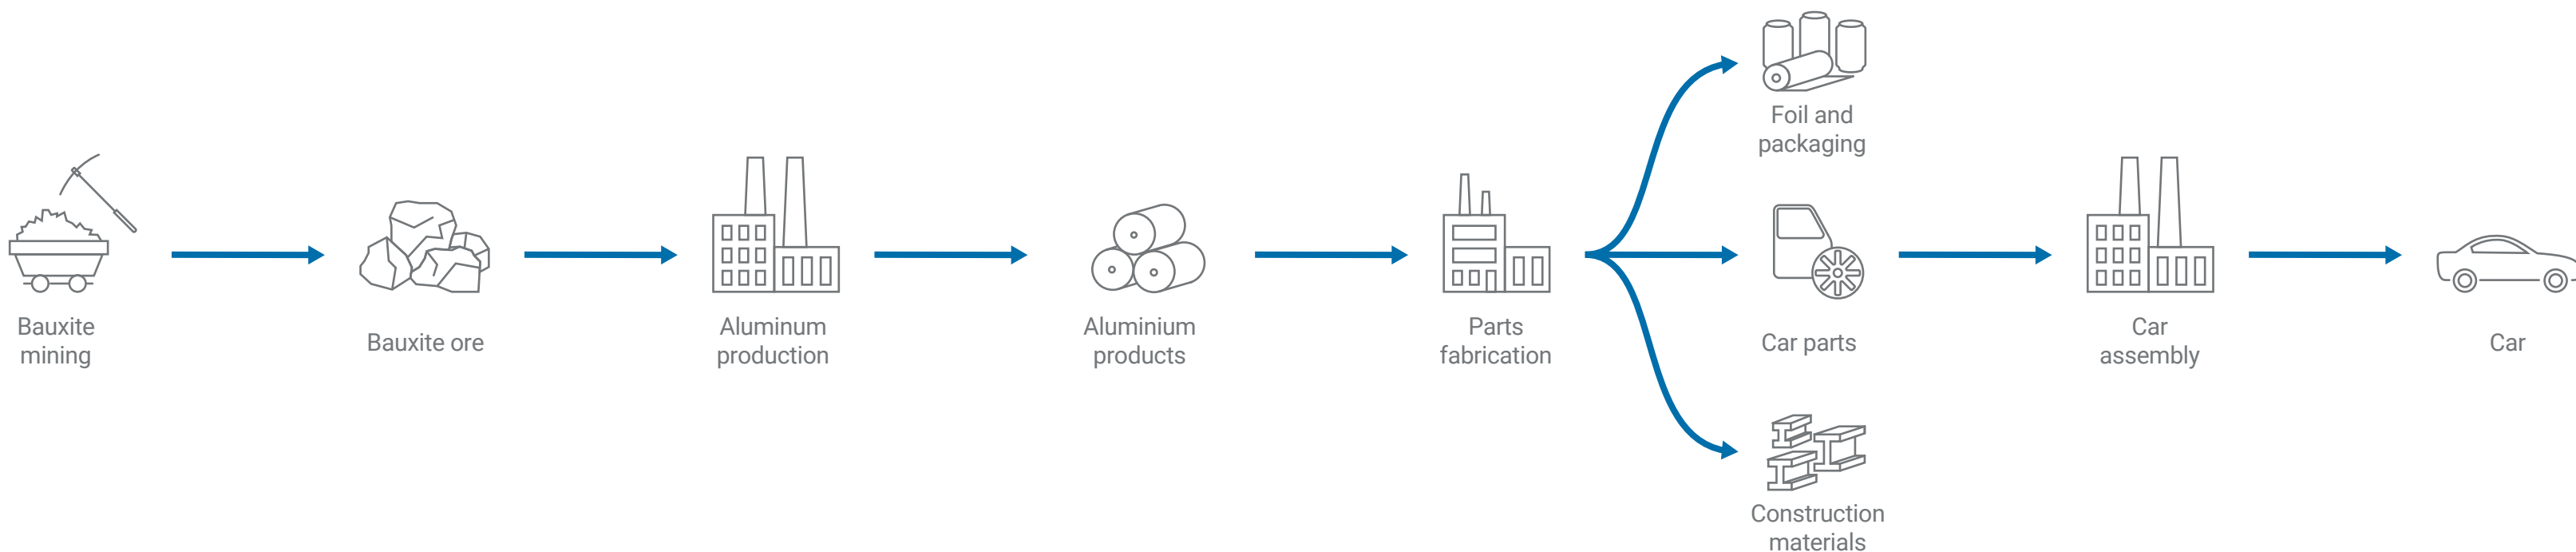 Bauxite
mining
Bauxite ore
Aluminum
production
Aluminium
products
Parts
fabrication
Foil and
packaging
Car parts
Construction
materials
Car
assembly
Car